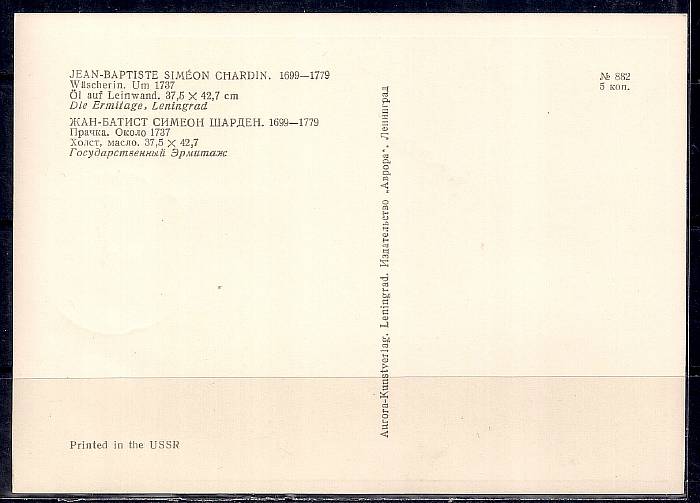 JEAN-BAPTISTE SIMÉON CHARDIN. 1699—1779
Wäscherin. Um 1737
Öl auf Leinwand. 37,5 × 42,7 cm
Die Ermitage, Leningrad
ЖАН-БАТИСТ СИМЕОН ШАРДЕН. 1699—1779
Прачка. Около 1737
Холст, масло. 37,5 × 42,7
Государственный Эрмитаж
№ 882
5 коп.
Aurora-Kunstverlag. Leningrad. Издательство „Аврора“. Ленинград
Printed in the USSR